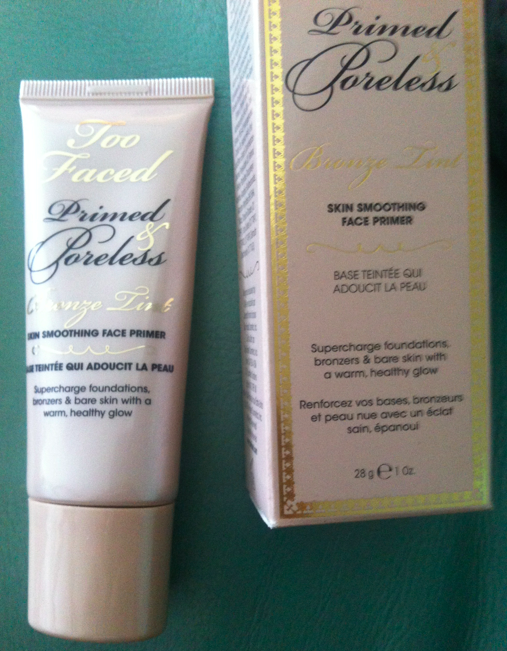 Too
Faced
Primed
&
Poreless
Bronze Tint
SKIN SMOOTHING FACE PRIMER
BASE TEINTÉE QUI ADOUCIT LA PEAU
Supercharge foundations,
bronzers & bare skin with a
warm, healthy glow
Primed
&
Poreless
Bronze Tint
SKIN SMOOTHING
FACE PRIMER
BASE TEINTÉE QUI
ADOUCIT LA PEAU
Supercharge foundations,
bronzers & bare skin with
a warm, healthy glow
Renforcez vos bases, bronzeurs
et peau nue avec un éclat
sain, épanoui
28 g ℮ 1 Oz.